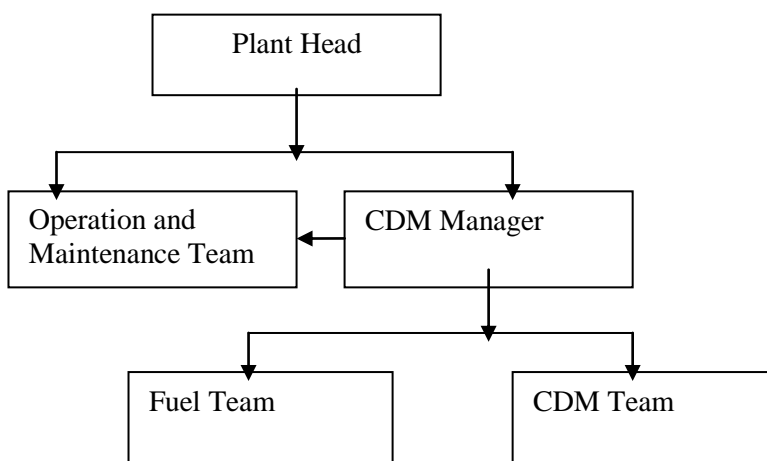 Plant Head
Operation and
Maintenance Team
CDM Manager
Fuel Team
CDM Team